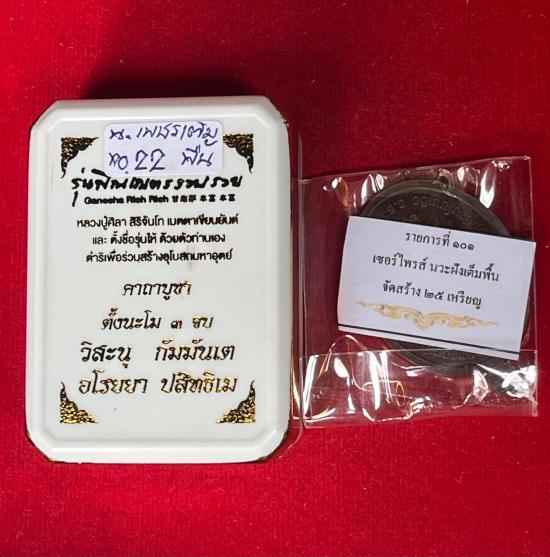 น.เพชรเต็ม
ขอ.22 พื้น
รุ่นพิฆเนตรรวยรวย
Ganesha Rich Rich
หลวงปู่ศิลา สิริจันโท เมตตาเขียนยันต์
และ ตั้งชื่อรุ่นให้ ด้วยตัวท่านเอง
ดำริเพื่อร่วมสร้างอุโบสถมหาอุตย์
คาถาบูชา
ตั้งนะโม ๓ จบ
วิสะนุ กัมมันเต
อโรยยา ปสิทธิเม
รายการที่ ๑๐๑
เซอร์ไพรส์ นวะฝังเต็มพื้น
จัดสร้าง ๒๕ เหรียญ